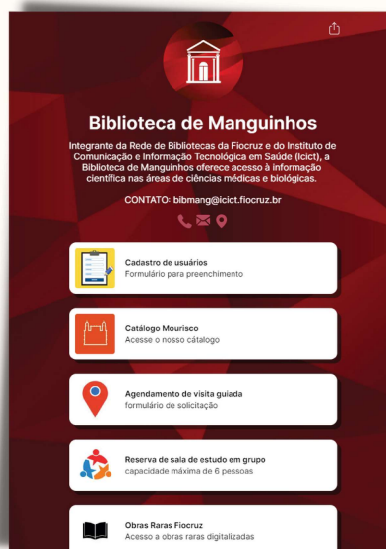 Biblioteca de Manguinhos
Integrante da Rede de Bibliotecas da Fiocruz e do Instituto de
Comunicação e Informação Tecnológica em Saúde (Icict), a
Biblioteca de Manguinhos oferece acesso à informação
científica nas áreas de ciências médicas e biológicas.
CONTATO: bibmang@icict.fiocruz.br
Cadastro de usuários
Formulário para preenchimento
Catálogo Mourisco
Acesse o nosso cátalogo
Agendamento de visita guiada
formulário de solicitação
Reserva de sala de estudo em grupo
capacidade máxima de 6 pessoas
Obras Raras Fiocruz
Acesso a obras raras digitalizadas